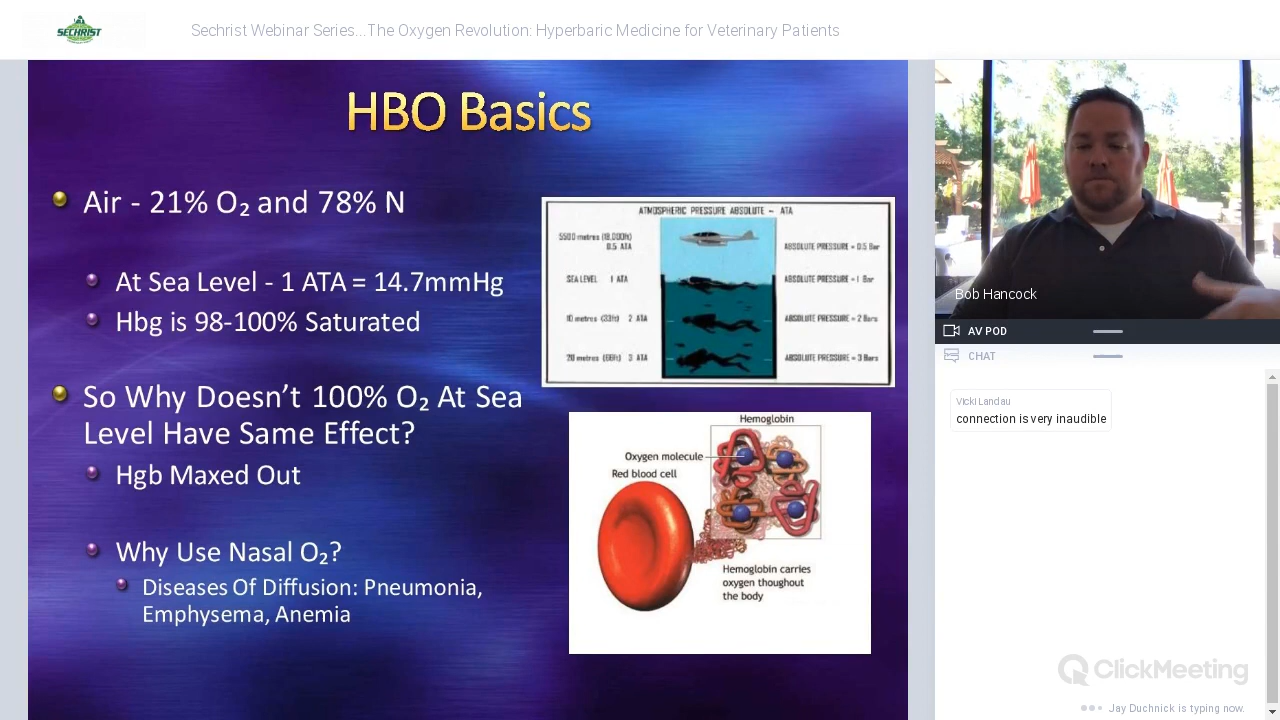 SECHRIST
Sechrist Webinar Series...The Oxygen Revolution: Hyperbaric Medicine for Veterinary Patients
HBO Basics
Air - 21% O₂ and 78% N
At Sea Level - 1 ATA = 14.7mmHg
Hbg is 98-100% Saturated
So Why Doesn't 100% O₂ At Sea
Level Have Same Effect?
Hgb Maxed Out
Why Use Nasal O₂?
Diseases Of Diffusion: Pneumonia,
Emphysema, Anemia
ATMOSPHERIC PRESSURE ABSOLUTE - ATA
5500 metres (18,000ft)
0.5 ATA
ABSOLUTE PRESSURE = 0.5 Bar
SEA LEVEL 1 ATA
ABSOLUTE PRESSURE = 1 Bar
10 metres (33ft) 2 ATA
ABSOLUTE PRESSURE = 2 Bars
20 metres (66ft) 3 ATA
ABSOLUTE PRESSURE = 3 Bars
Hemoglobin
Oxygen molecule
Red blood cell
Hemoglobin carries
oxygen thoughout
the body
Bob Hancock
AV POD
CHAT
Vicki Landau
connection is very inaudible
ClickMeeting
Jay Duchnick is typing now.